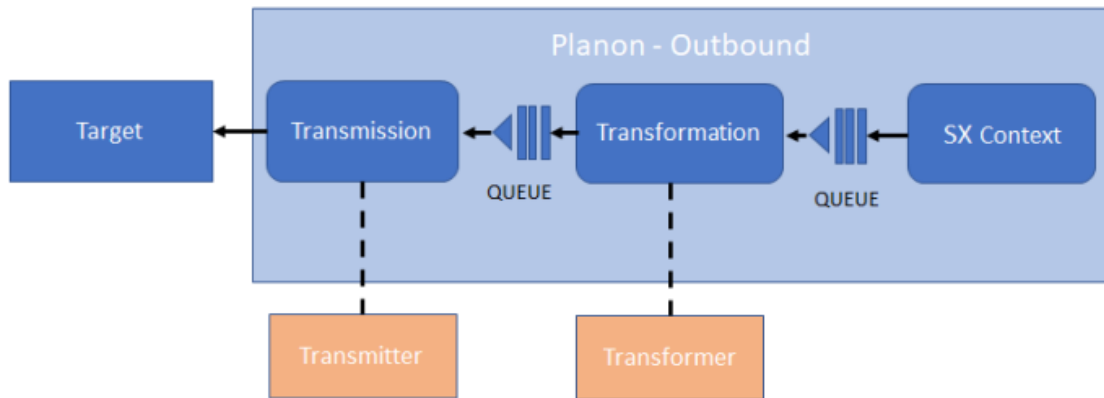 Planon - Outbound
Target
Transmission
Transformation
SX Context
QUEUE
QUEUE
Transmitter
Transformer